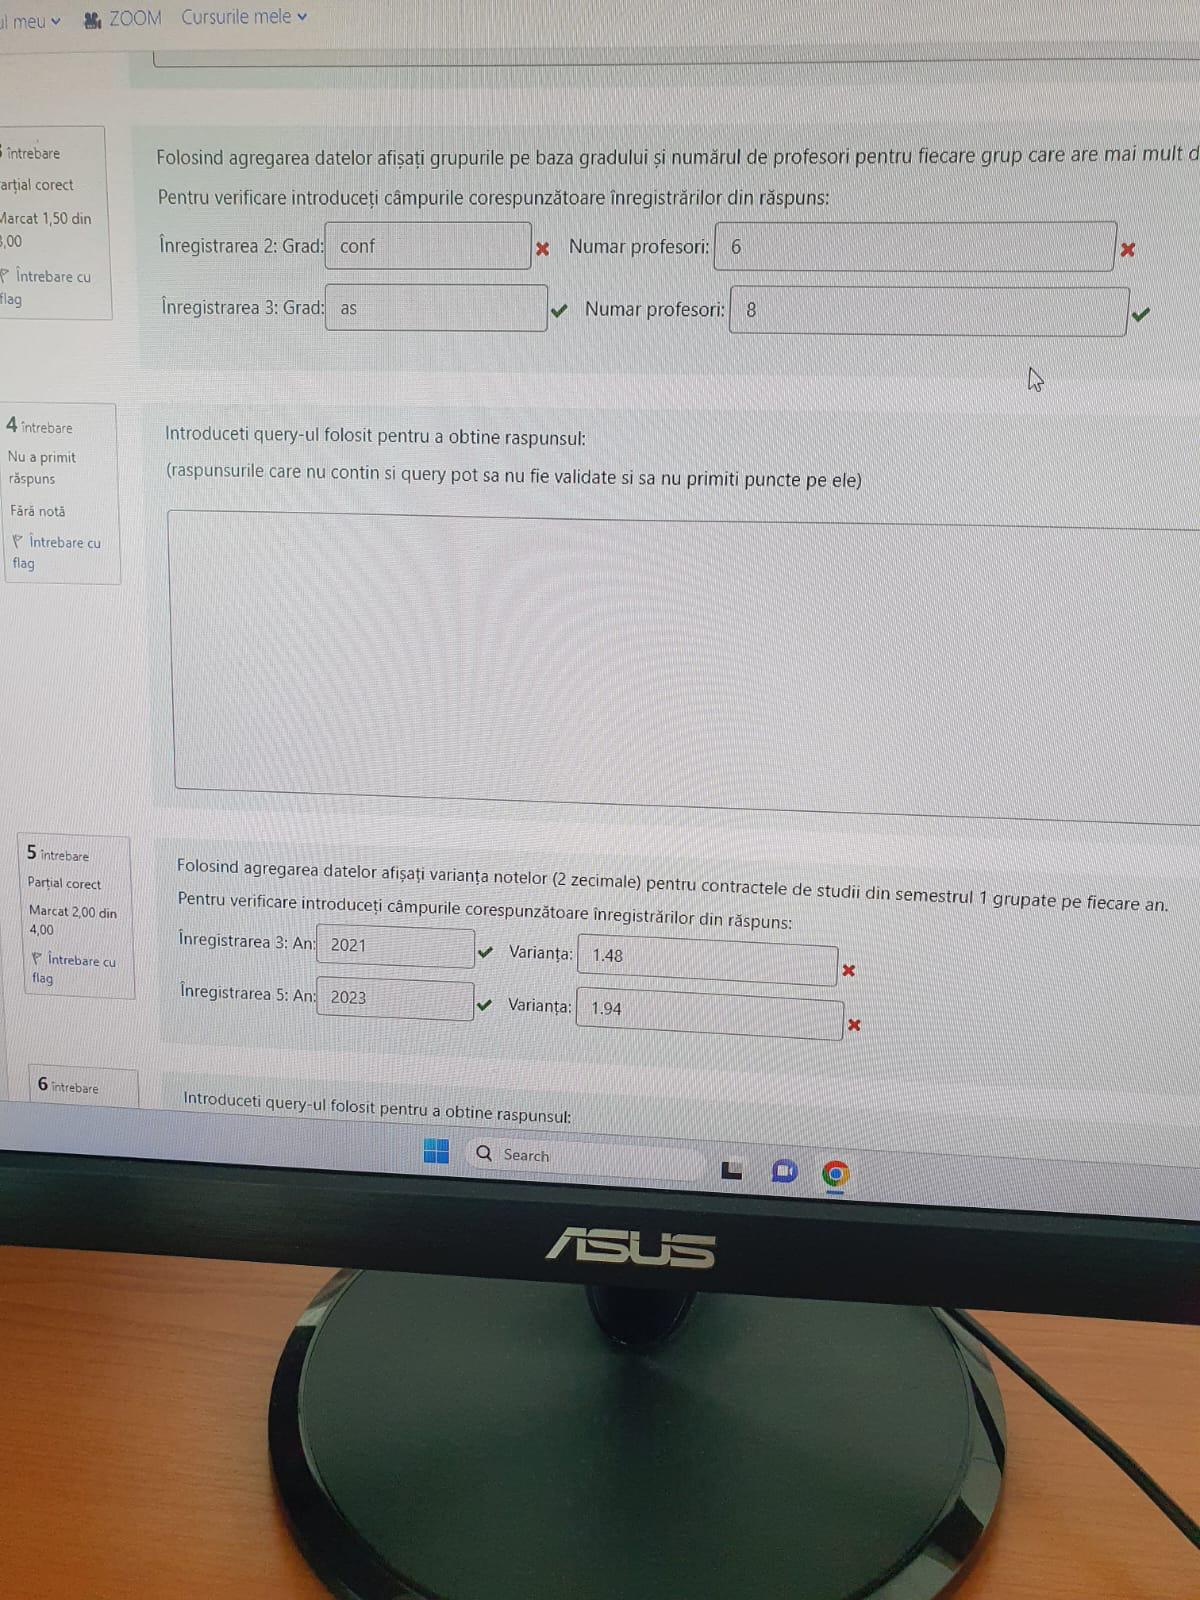 meu
ZOOM
Cursurile mele
întrebare
corect
Marcat 1,50 din
3,00
Întrebare cu
flag
Folosind agregarea datelor afișați grupurile pe baza gradului și numărul de profesori pentru fiecare grup care are mai mult
Pentru verificare introduceți câmpurile corespunzătoare înregistrărilor din răspuns:
Înregistrarea 2: Grad: conf Numar profesori: 6
Înregistrarea 3: Grad: as Numar profesori: 8
4 întrebare
Nu a primit
răspuns
Fără notă
Întrebare cu
flag
Introduceti query-ul folosit pentru a obtine raspunsul:
(raspunsurile care nu contin si query pot sa nu fie validate si sa nu primiti puncte pe ele)
5 întrebare
Parțial corect
Marcat 2,00 din
4,00
Întrebare cu
flag
Folosind agregarea datelor afișați varianța notelor (2 zecimale) pentru contractele de studii din semestrul 1 grupate pe fiecare an.
Pentru verificare introduceți câmpurile corespunzătoare înregistrărilor din răspuns:
Înregistrarea 3: An: 2021 Varianța: 1.48
Înregistrarea 5: An: 2023 Varianța: 1.94
6 întrebare
Introduceti query-ul folosit pentru a obtine raspunsul:
Search
ASUS